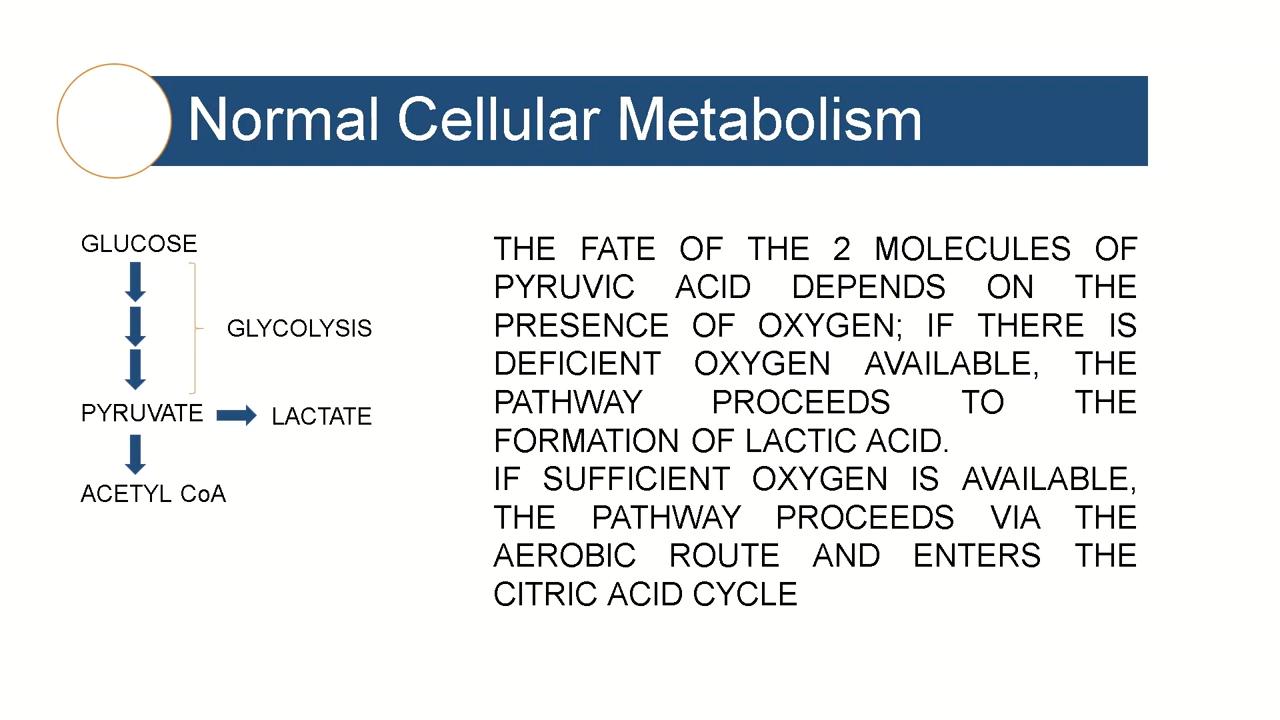 Normal Cellular Metabolism
GLUCOSE
GLYCOLYSIS
PYRUVATE
LACTATE
ACETYL CoA
THE FATE OF THE 2 MOLECULES OF
PYRUVIC ACID DEPENDS ON THE
PRESENCE OF OXYGEN; IF THERE IS
DEFICIENT OXYGEN AVAILABLE, THE
PATHWAY PROCEEDS TO THE
FORMATION OF LACTIC ACID.
IF SUFFICIENT OXYGEN IS AVAILABLE,
THE PATHWAY PROCEEDS VIA THE
AEROBIC ROUTE AND ENTERS THE
CITRIC ACID CYCLE